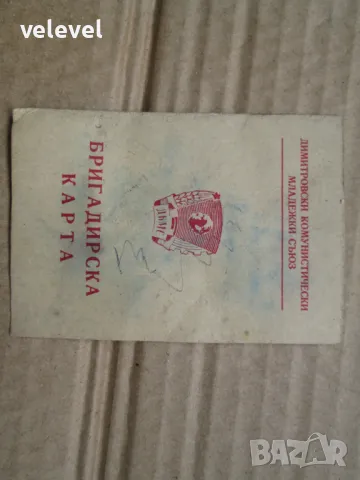 velevel
ДИМИТРОВСКИ КОМУНИСТИЧЕСКИ
МЛАДЕЖКИ СЪЮЗ
ДКМС
БРИГАДИРСКА
КАРТА
BAZAR